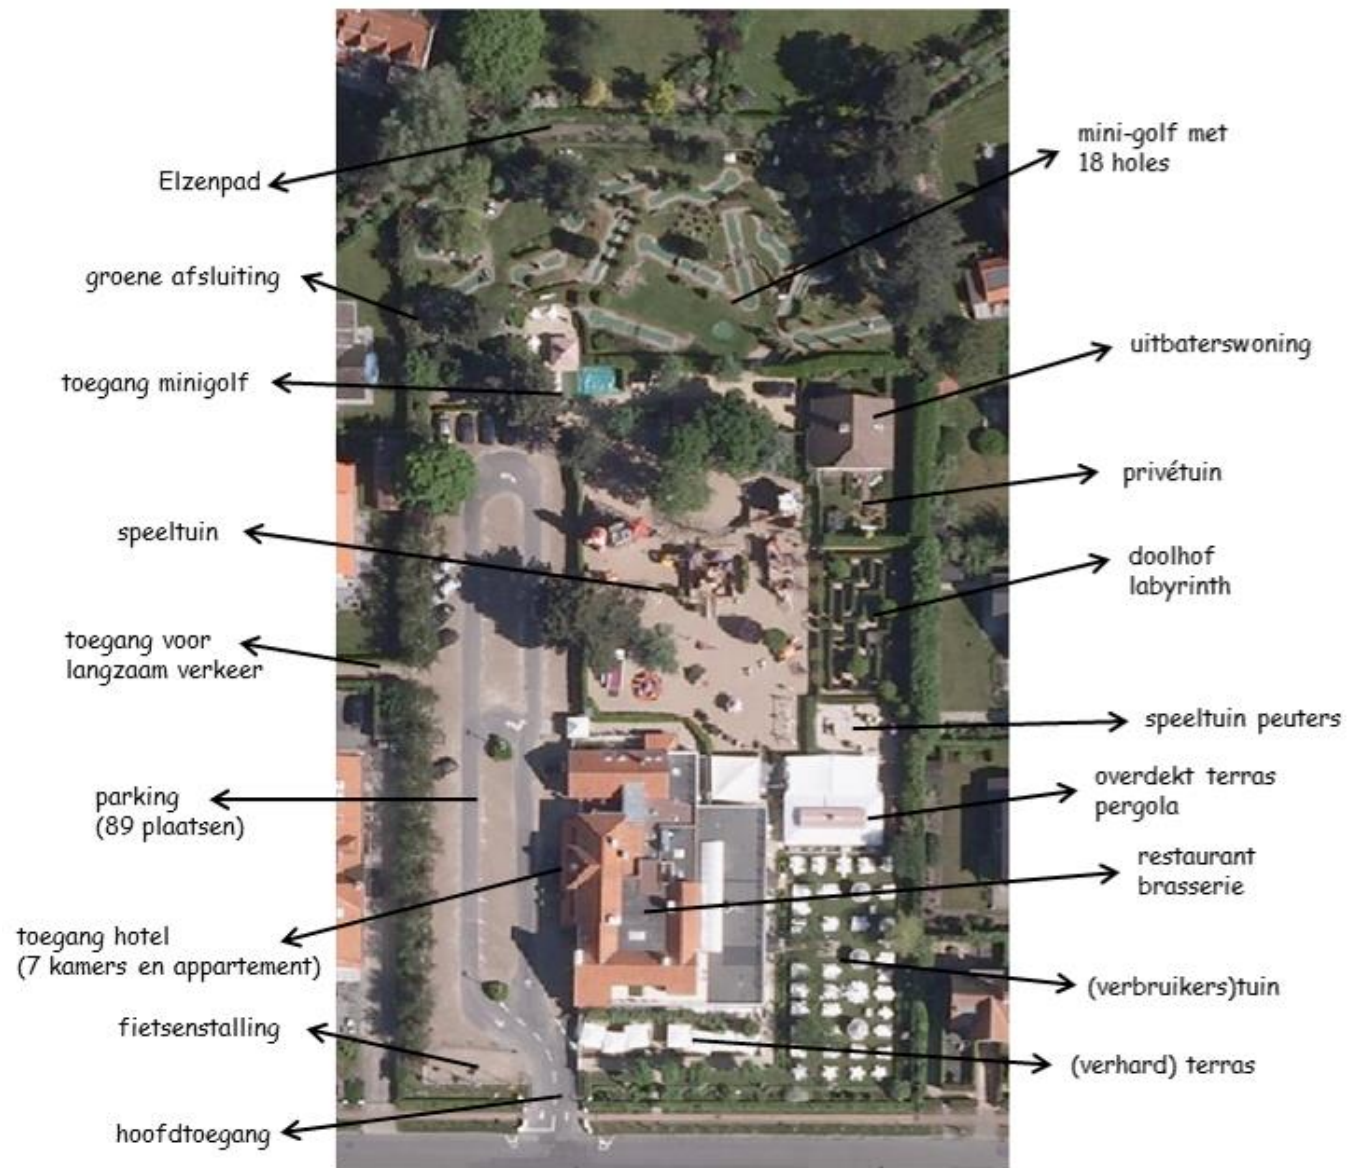 Elzenpad
groene afsluiting
toegang minigolf
speeltuin
toegang voor
langzaam verkeer
parking
(89 plaatsen)
toegang hotel
(7 kamers en appartement)
fietsenstalling
hoofdtoegang
mini-golf met
18 holes
uitbaterswoning
privétuin
doolhof
labyrinth
speeltuin peuters
overdekt terras
pergola
restaurant
brasserie
(verbruikers)tuin
(verhard) terras